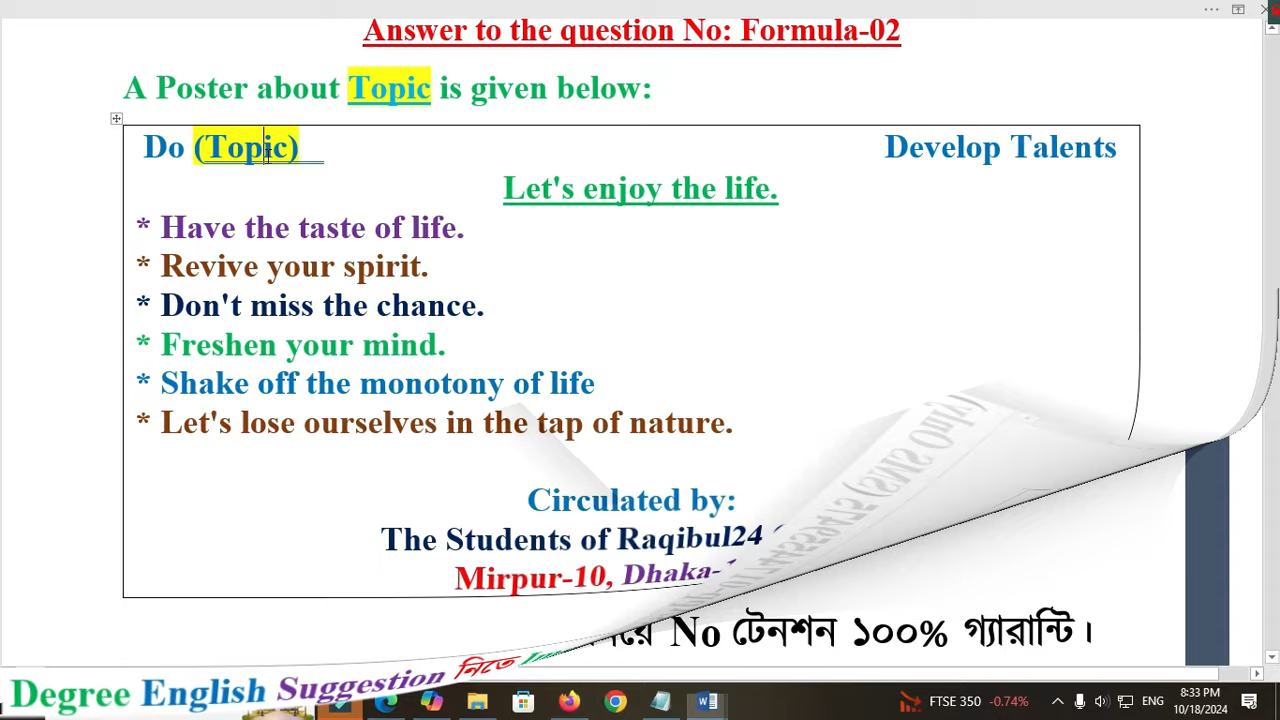 Answer to the question No: Formula-02
A Poster about Topic is given below:
Do (Topic) Develop Talents
Let's enjoy the life.
* Have the taste of life.
* Revive your spirit.
* Don't miss the chance.
* Freshen your mind.
* Shake off the monotony of life
* Let's lose ourselves in the tap of nature.
Circulated by:
The Students of Raqibul24
Mirpur-10, Dhaka-
(SMS Only)
No টেনশন ১০০% গ্যারান্টি।
Degree English Suggestion নিতে
FTSE 350 -0.74%
ENG
8:33 PM
10/18/2024